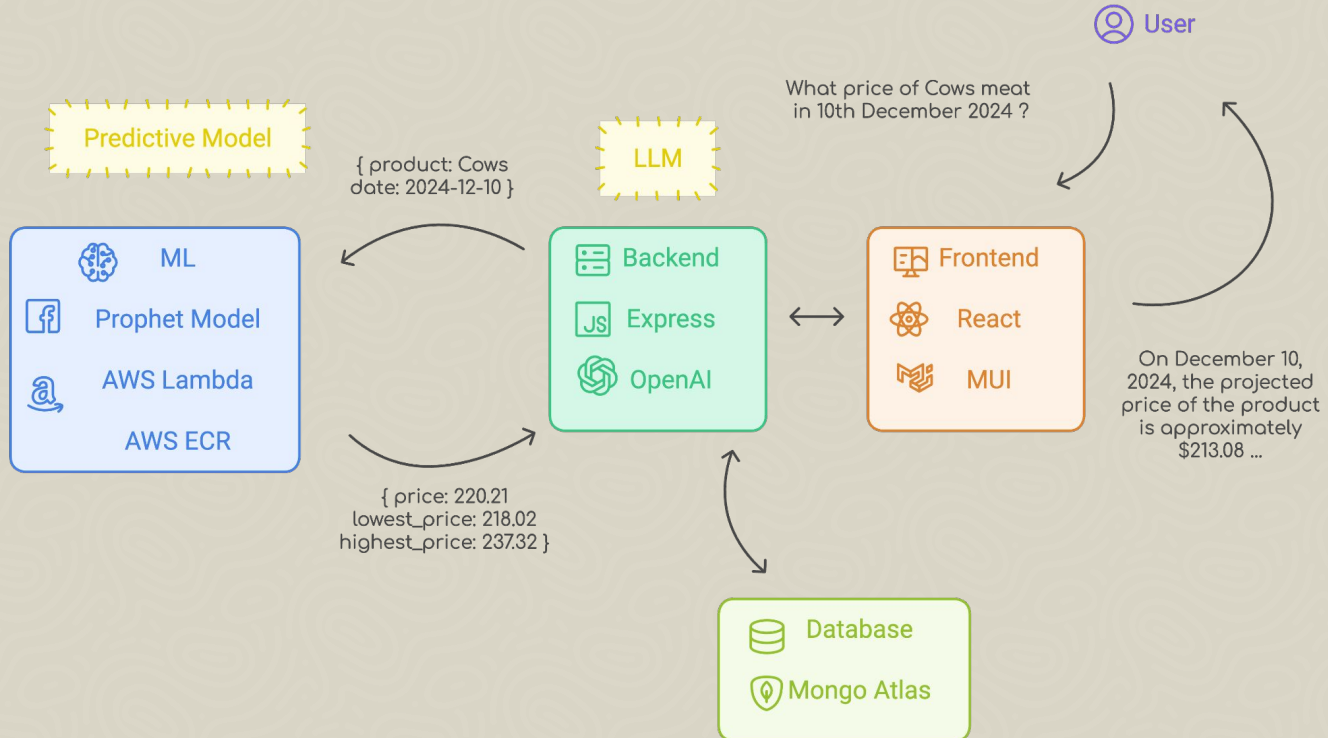 User
What price of Cows meat
in 10th December 2024 ?
Predictive Model
{ product: Cows
date: 2024-12-10 }
LLM
ML
Prophet Model
AWS Lambda
AWS ECR
Backend
Express
JS
OpenAI
Frontend
React
MUI
On December 10,
2024, the projected
price of the product
is approximately
$213.08 ...
{ price: 220.21
lowest_price: 218.02
highest_price: 237.32 }
Database
Mongo Atlas